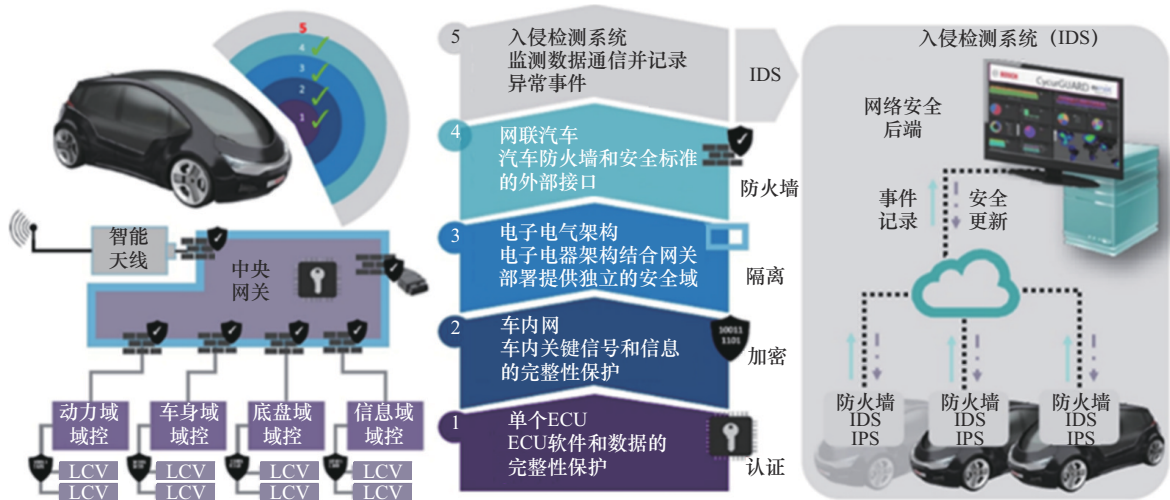 5
4
3
2
1
智能
天线
中央
网关
动力域
域控
车身域
域控
底盘域
域控
信息域
域控
LCV
LCV
LCV
LCV
LCV
LCV
LCV
LCV
5
入侵检测系统
监测数据通信并记录
异常事件
IDS
4
网联汽车
汽车防火墙和安全标准
的外部接口
防火墙
3
电子电气架构
电子电器架构结合网关
部署提供独立的安全域
隔离
2
车内网
车内关键信号和信息
的完整性保护
10011
1101
加密
1
单个ECU
ECU软件和数据的
完整性保护
认证
入侵检测系统（IDS）
BOSCH
CycurGUARD
网络安全
后端
事件
记录
安全
更新
防火墙
IDS
IPS
防火墙
IDS
IPS
防火墙
IDS
IPS